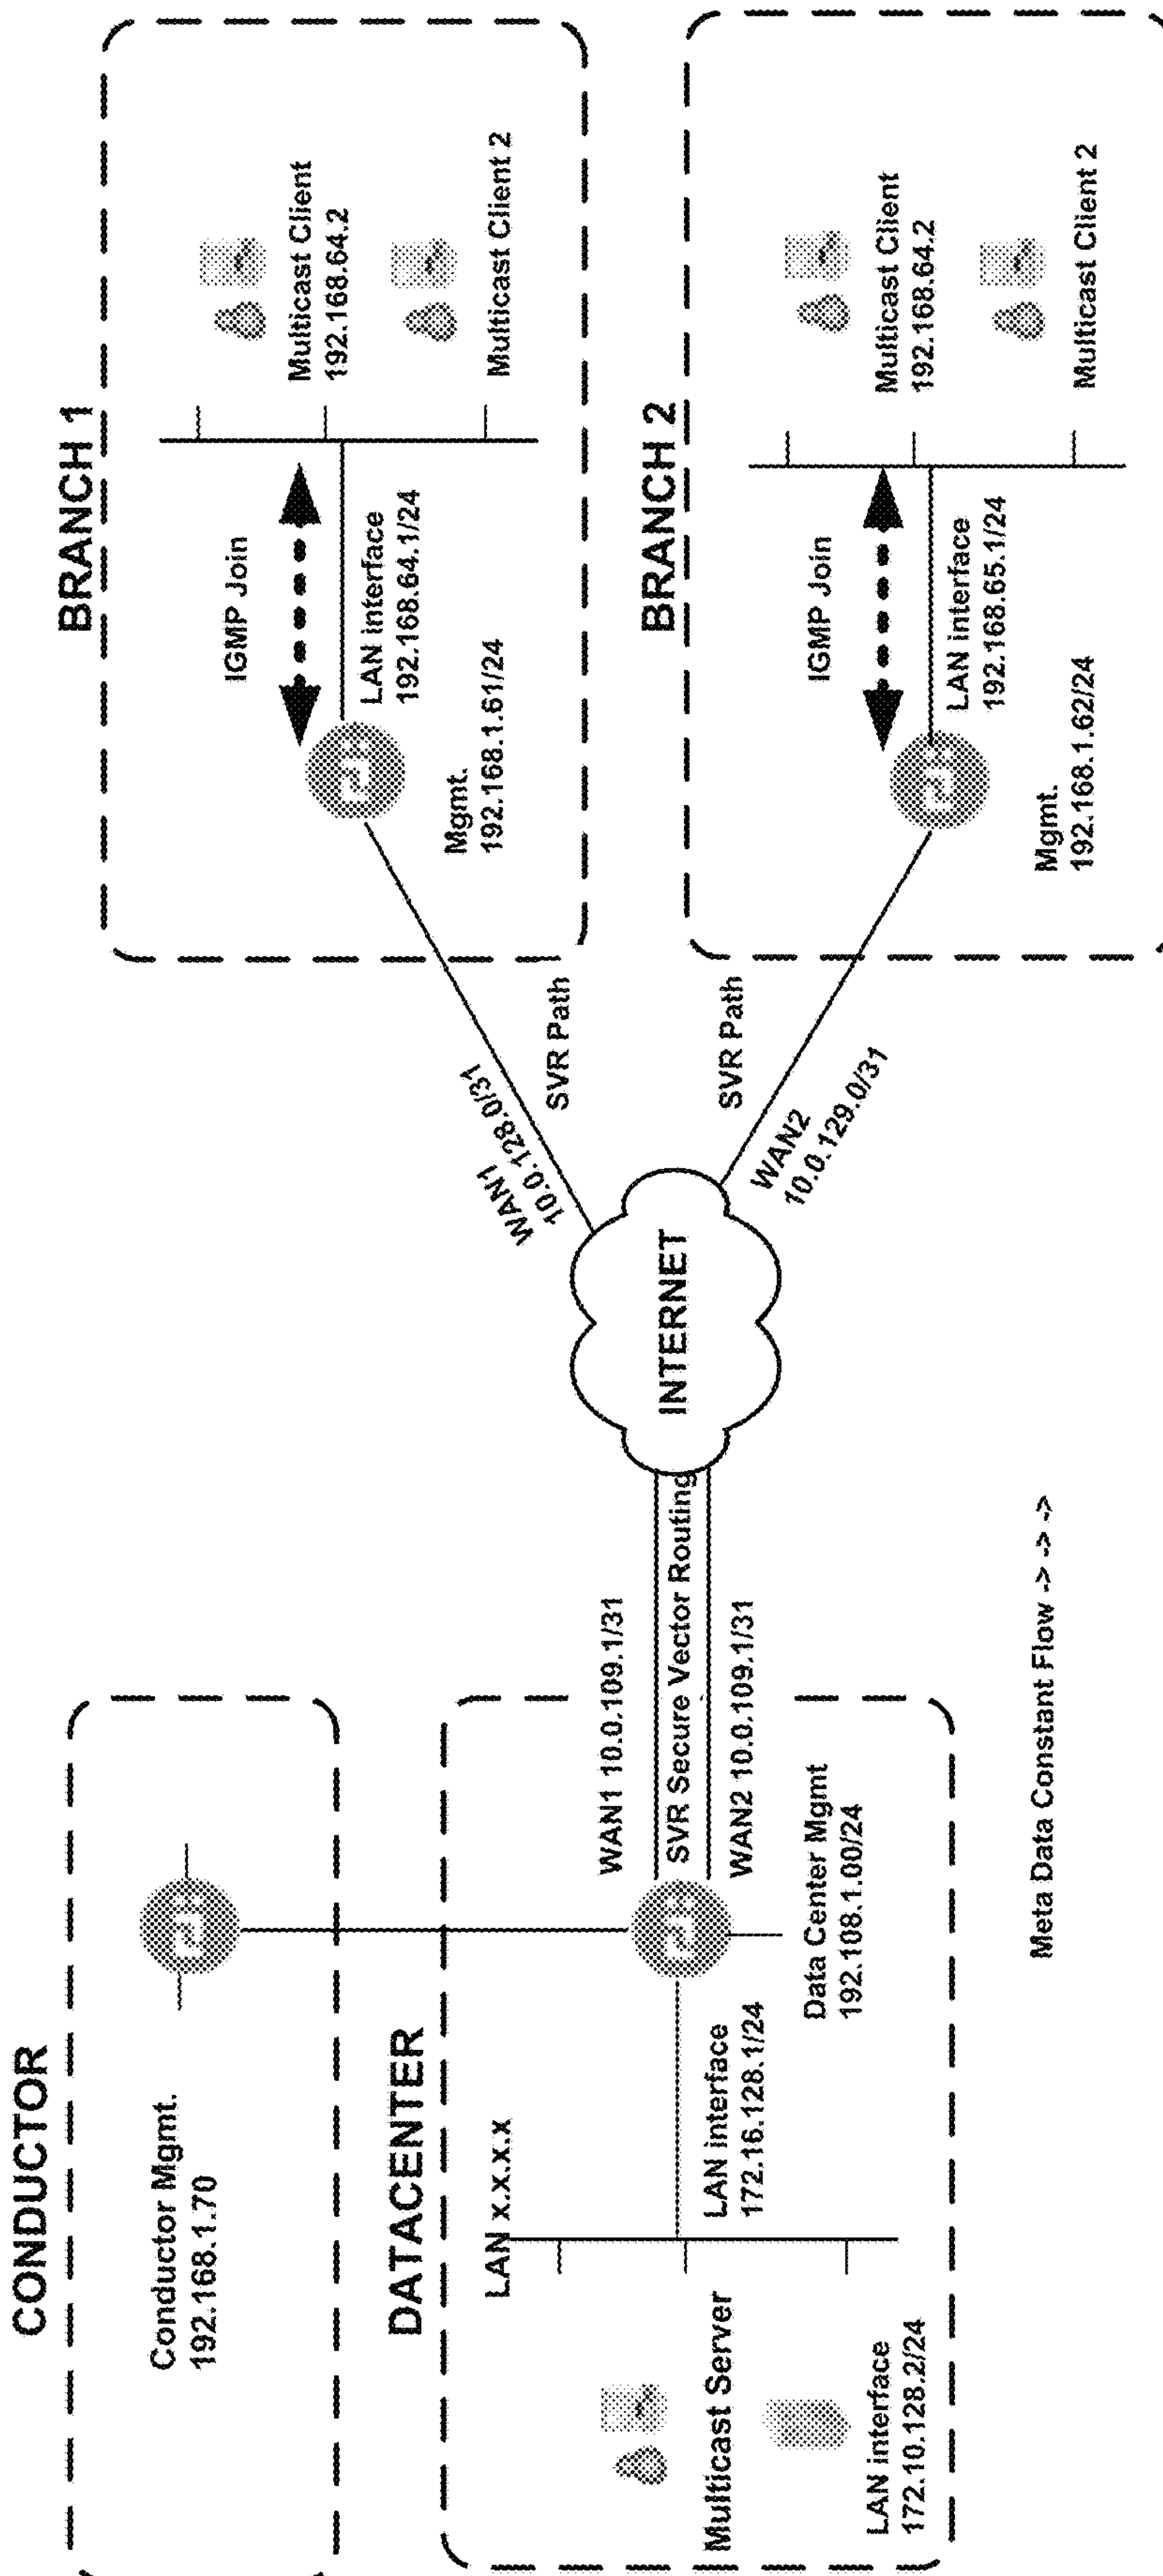 CONDUCTOR
Conductor Mgmt.
192.168.1.70
DATACENTER
LAN x.x.x.x
Multicast Server
LAN interface
172.10.128.2/24
LAN interface
172.16.128.1/24
Data Center Mgmt
192.108.1.00/24
WAN1 10.0.109.1/31
SVR Secure Vector Routing
WAN2 10.0.109.1/31
INTERNET
Meta Data Constant Flow -> -> ->
WAN1
10.0.128.0/31
SVR Path
SVR Path
WAN2
10.0.129.0/31
BRANCH 1
IGMP Join
LAN interface
192.168.64.1/24
Mgmt.
192.168.1.61/24
Multicast Client
192.168.64.2
Multicast Client 2
BRANCH 2
IGMP Join
LAN interface
192.168.65.1/24
Mgmt.
192.168.1.62/24
Multicast Client
192.168.64.2
Multicast Client 2